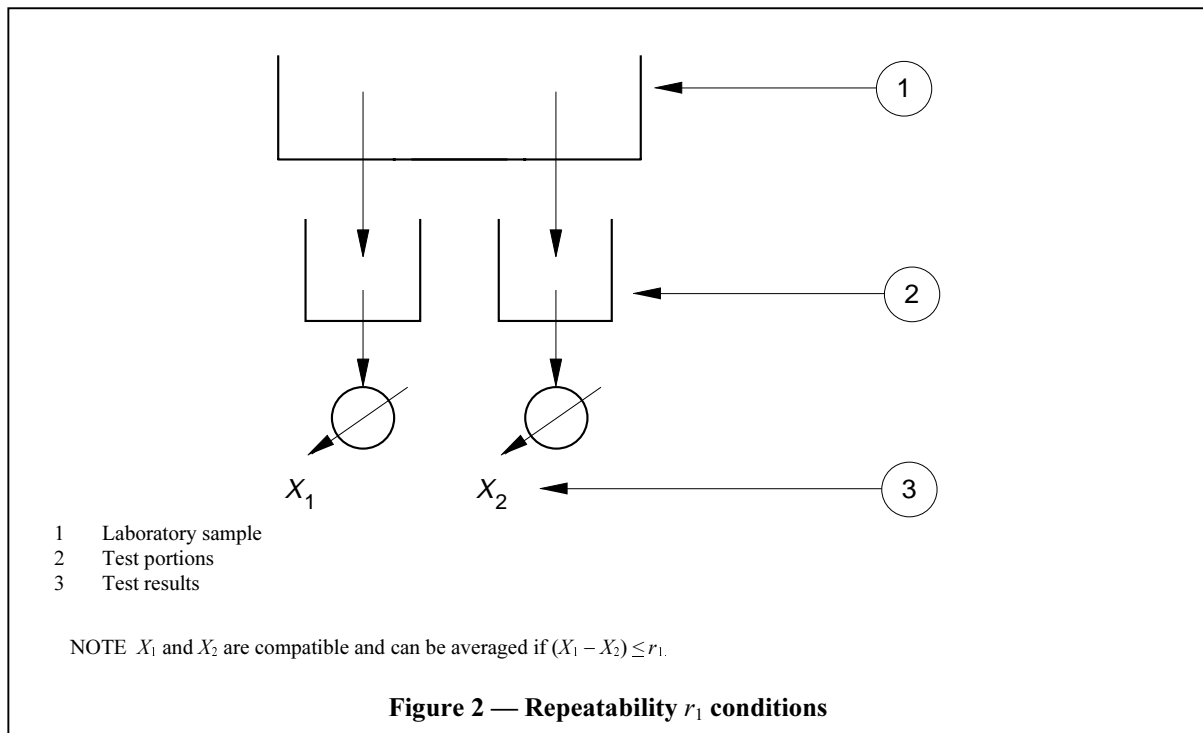 1
2
X₁ X₂ 3
1 Laboratory sample
2 Test portions
3 Test results
NOTE X₁ and X₂ are compatible and can be averaged if (X₁ – X₂) ≤ r₁.
Figure 2 — Repeatability r₁ conditions